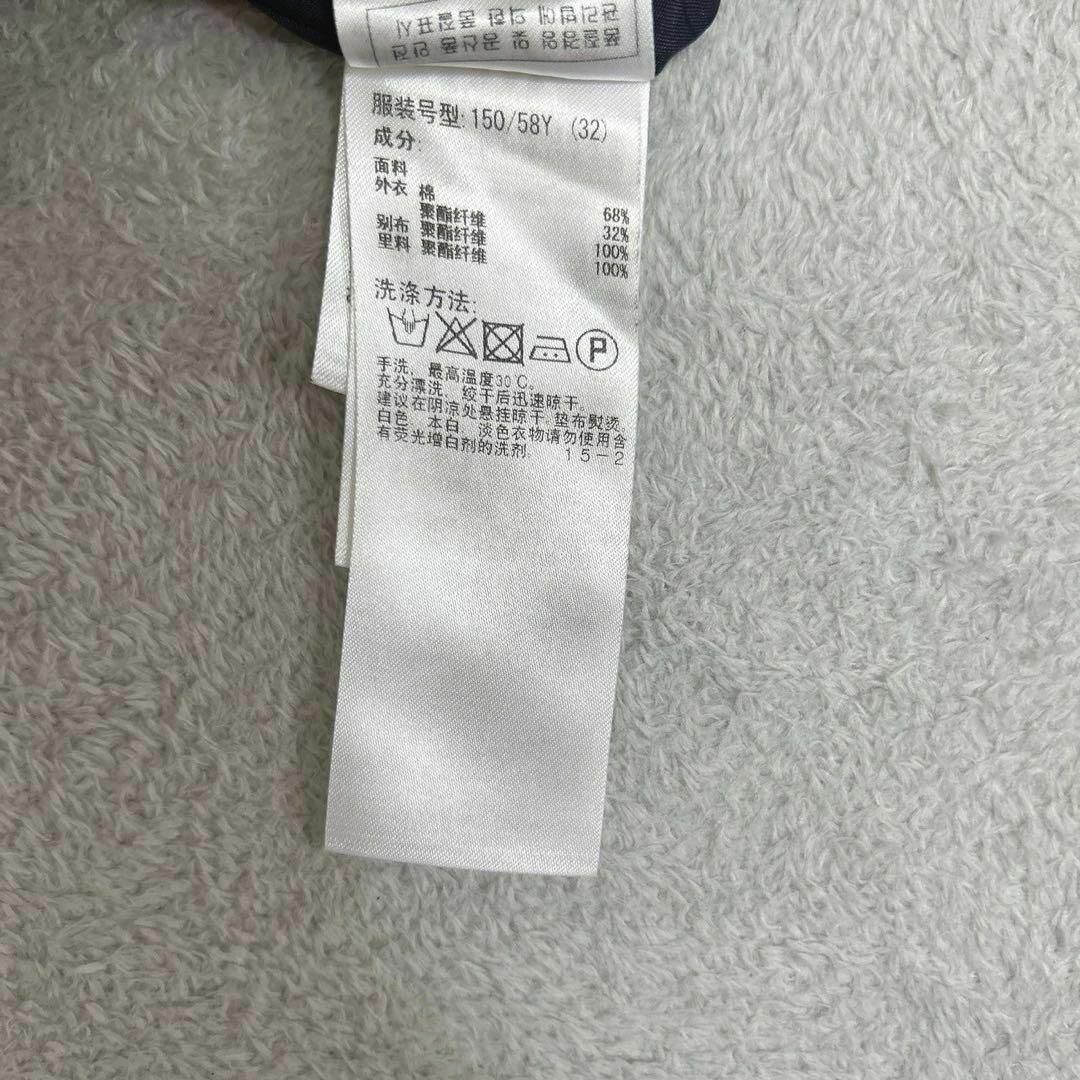 服装号型:150/58Y (32)
成分:
面料
外衣 棉 68%
聚酯纤维 32%
别布 聚酯纤维 100%
里料 聚酯纤维 100%
洗涤方法:
P
手洗, 最高温度30℃。
充分漂洗, 绞干后迅速晾干。
建议在阴凉处悬挂晾干.垫布熨烫.
白色、本白、淡色衣物请勿使用含
有荧光增白剂的洗剂. 15-2